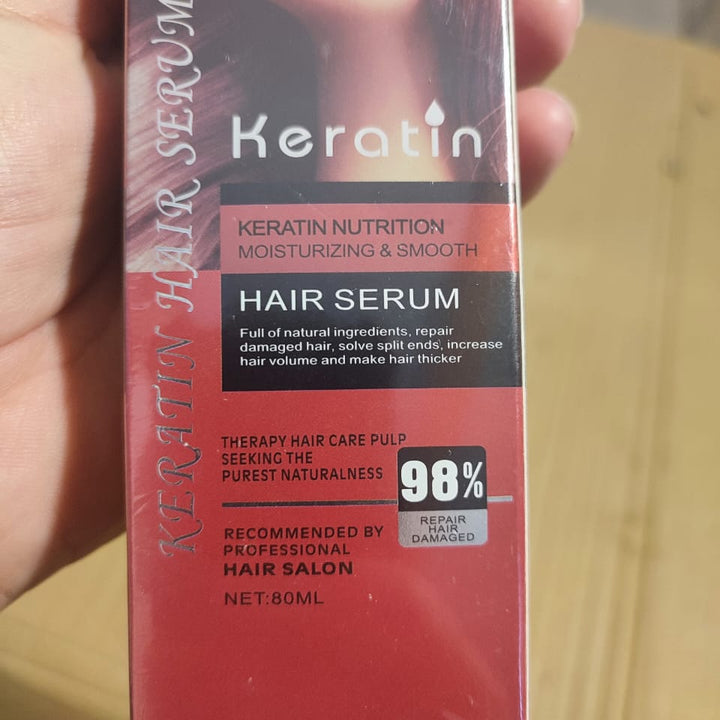 KERATIN HAIR SERUM
Keratin
KERATIN NUTRITION
MOISTURIZING & SMOOTH
HAIR SERUM
Full of natural ingredients, repair
damaged hair, solve split ends, increase
hair volume and make hair thicker
THERAPY HAIR CARE PULP
SEEKING THE
PUREST NATURALNESS
98%
REPAIR
HAIR
DAMAGED
RECOMMENDED BY
PROFESSIONAL
HAIR SALON
NET:80ML